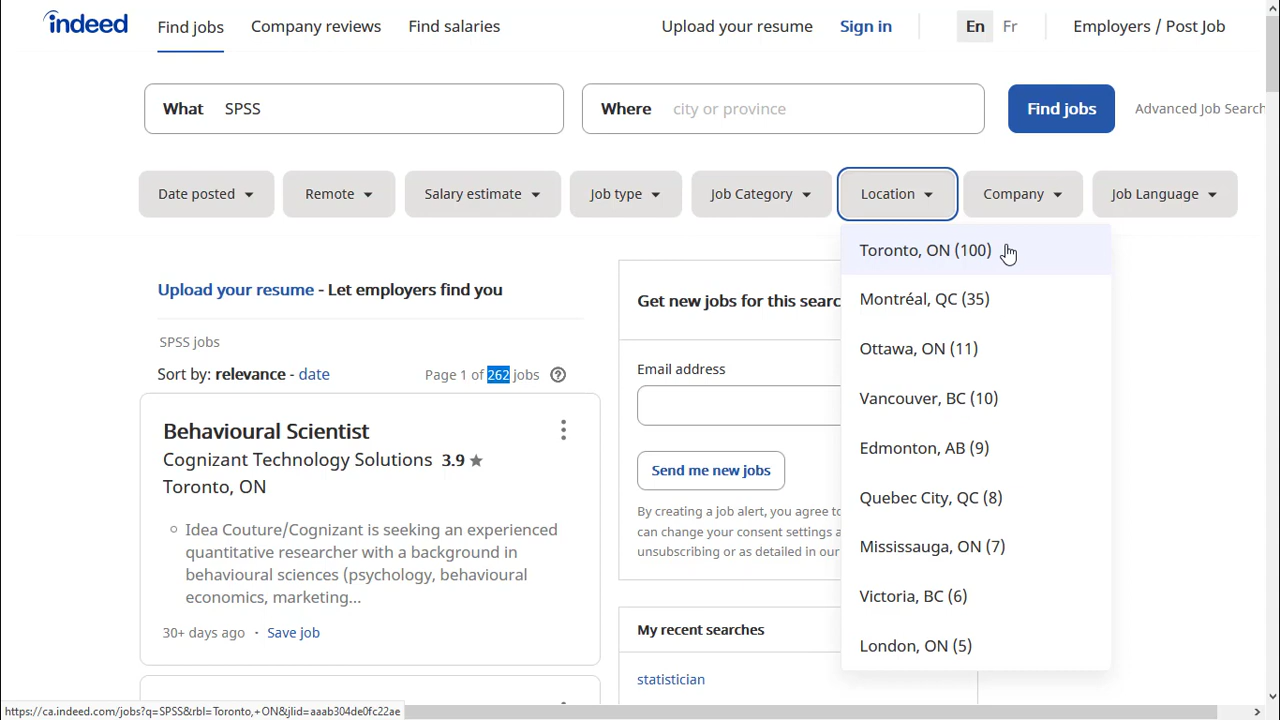 indeed
Find jobs
Company reviews
Find salaries
Upload your resume
Sign in
En
Fr
Employers / Post Job
What SPSS
Where city or province
Find jobs
Advanced Job Search
Date posted
Remote
Salary estimate
Job type
Job Category
Location
Company
Job Language
Toronto, ON (100)
Montréal, QC (35)
Ottawa, ON (11)
Vancouver, BC (10)
Edmonton, AB (9)
Quebec City, QC (8)
Mississauga, ON (7)
Victoria, BC (6)
London, ON (5)
Upload your resume - Let employers find you
SPSS jobs
Sort by: relevance - date
Page 1 of 262 jobs
Behavioural Scientist
Cognizant Technology Solutions 3.9
Toronto, ON
Idea Couture/Cognizant is seeking an experienced
quantitative researcher with a background in
behavioural sciences (psychology, behavioural
economics, marketing...
30+ days ago · Save job
Get new jobs for this searc
Email address
Send me new jobs
By creating a job alert, you agree to
can change your consent settings a
unsubscribing or as detailed in our
My recent searches
statistician
https://ca.indeed.com/jobs?q=SPSS&rbl=Toronto,+ON&jlid=aaab304de0fc22ae